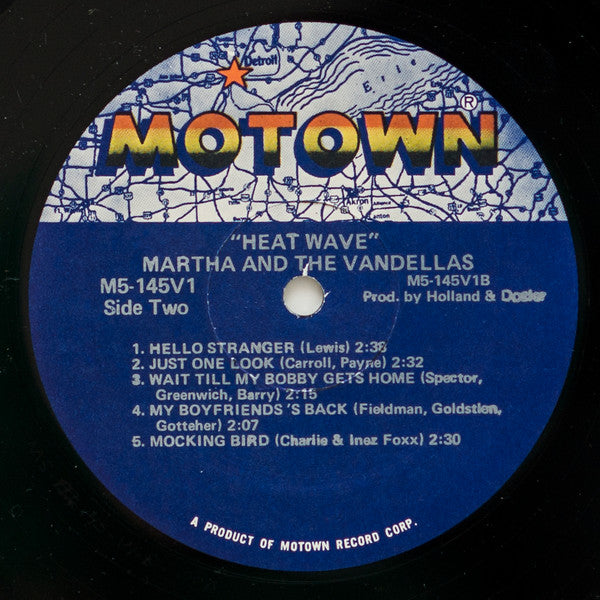 Detroit
Erie
MOTOWN®
Akron
"HEAT WAVE"
MARTHA AND THE VANDELLAS
M5-145V1
M5-145V1B
Side Two
Prod. by Holland & Dozier
1. HELLO STRANGER (Lewis) 2:38
2. JUST ONE LOOK (Carroll, Payne) 2:32
3. WAIT TILL MY BOBBY GETS HOME (Spector,
Greenwich, Barry) 2:15
4. MY BOYFRIENDS 'S BACK (Fieldman, Goldstien,
Gotteher) 2:07
5. MOCKING BIRD (Charlie & Inez Foxx) 2:30
A PRODUCT OF MOTOWN RECORD CORP.